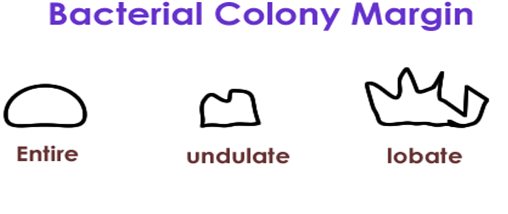 Bacterial Colony Margin
Entire
undulate
lobate